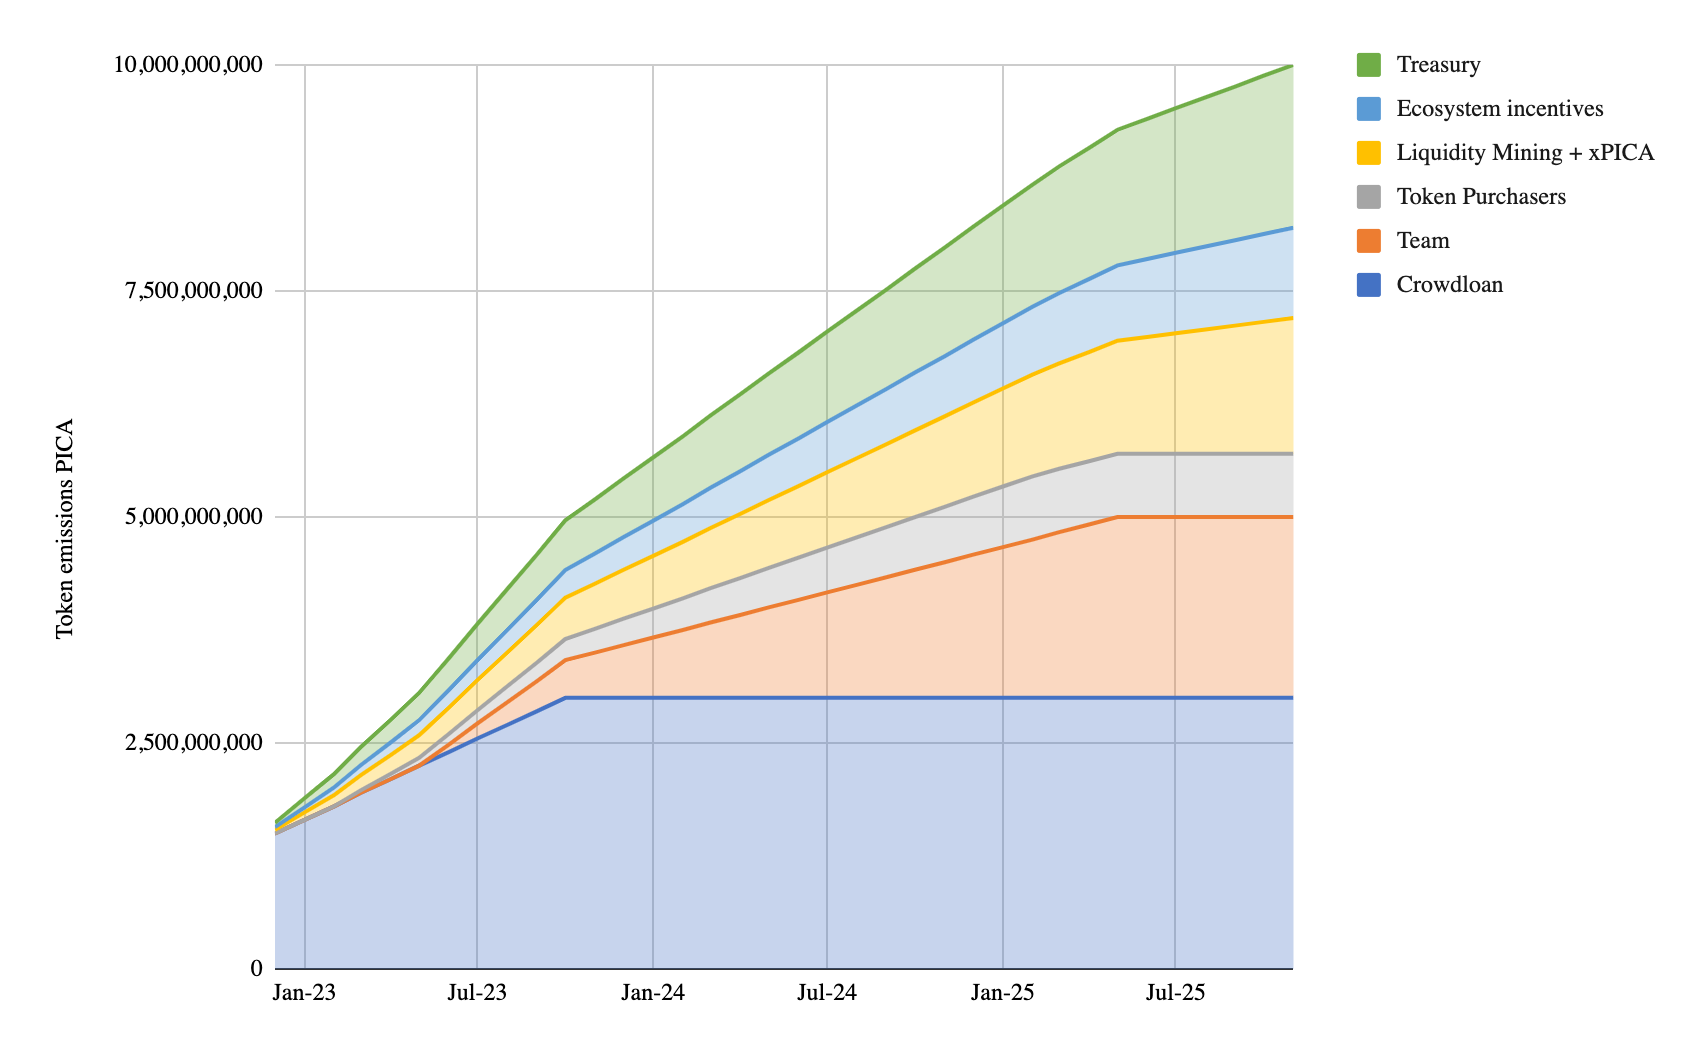 10,000,000,000
7,500,000,000
5,000,000,000
2,500,000,000
0
Token emissions PICA
Jan-23
Jul-23
Jan-24
Jul-24
Jan-25
Jul-25
Treasury
Ecosystem incentives
Liquidity Mining + xPICA
Token Purchasers
Team
Crowdloan